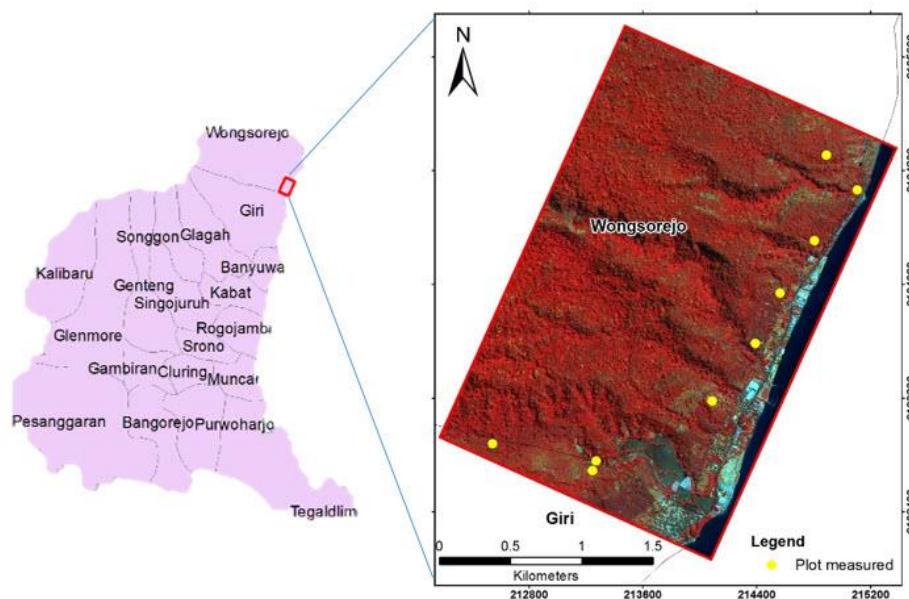 Wongsorejo
Giri
Songgon
Glagah
Banyuwa
Kalibaru
Genteng
Kabat
Singojuruh
Rogojambi
Glenmore
Srono
Gambiran
Cluring
Muncar
Pesanggaran
Bangorejo
Purwoharjo
Tegaldlim
N
Wongsorejo
Giri
0 0.5 1 1.5
Kilometers
Legend
Plot measured
212800 213600 214400 215200